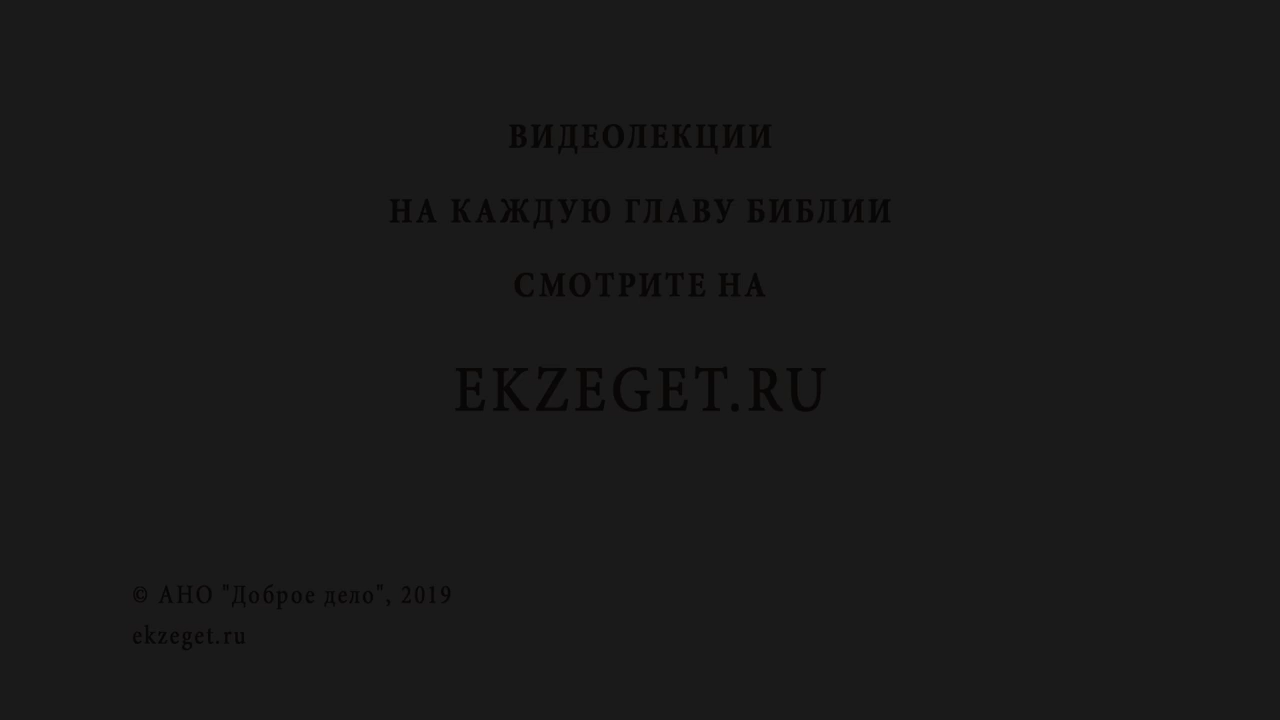 ВИДЕОЛЕКЦИИ
НА КАЖДУЮ ГЛАВУ БИБЛИИ
СМОТРИТЕ НА
EKZEGET.RU
© АНО "Доброе дело", 2019
ekzeget.ru